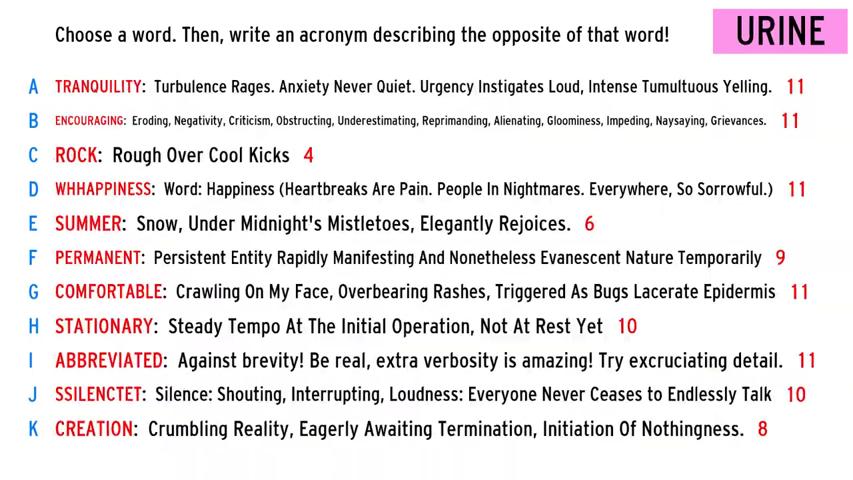 Choose a word. Then, write an acronym describing the opposite of that word!
URINE
A TRANQUILITY: Turbulence Rages. Anxiety Never Quiet. Urgency Instigates Loud, Intense Tumultuous Yelling. 11
B ENCOURAGING: Eroding, Negativity, Criticism, Obstructing, Underestimating, Reprimanding, Alienating, Gloominess, Impeding, Naysaying, Grievances. 11
C ROCK: Rough Over Cool Kicks 4
D WHHAPPINESS: Word: Happiness (Heartbreaks Are Pain. People In Nightmares. Everywhere, So Sorrowful.) 11
E SUMMER: Snow, Under Midnight's Mistletoes, Elegantly Rejoices. 6
F PERMANENT: Persistent Entity Rapidly Manifesting And Nonetheless Evanescent Nature Temporarily 9
G COMFORTABLE: Crawling On My Face, Overbearing Rashes, Triggered As Bugs Lacerate Epidermis 11
H STATIONARY: Steady Tempo At The Initial Operation, Not At Rest Yet 10
I ABBREVIATED: Against brevity! Be real, extra verbosity is amazing! Try excruciating detail. 11
J SSILENCTET: Silence: Shouting, Interrupting, Loudness: Everyone Never Ceases to Endlessly Talk 10
K CREATION: Crumbling Reality, Eagerly Awaiting Termination, Initiation Of Nothingness. 8